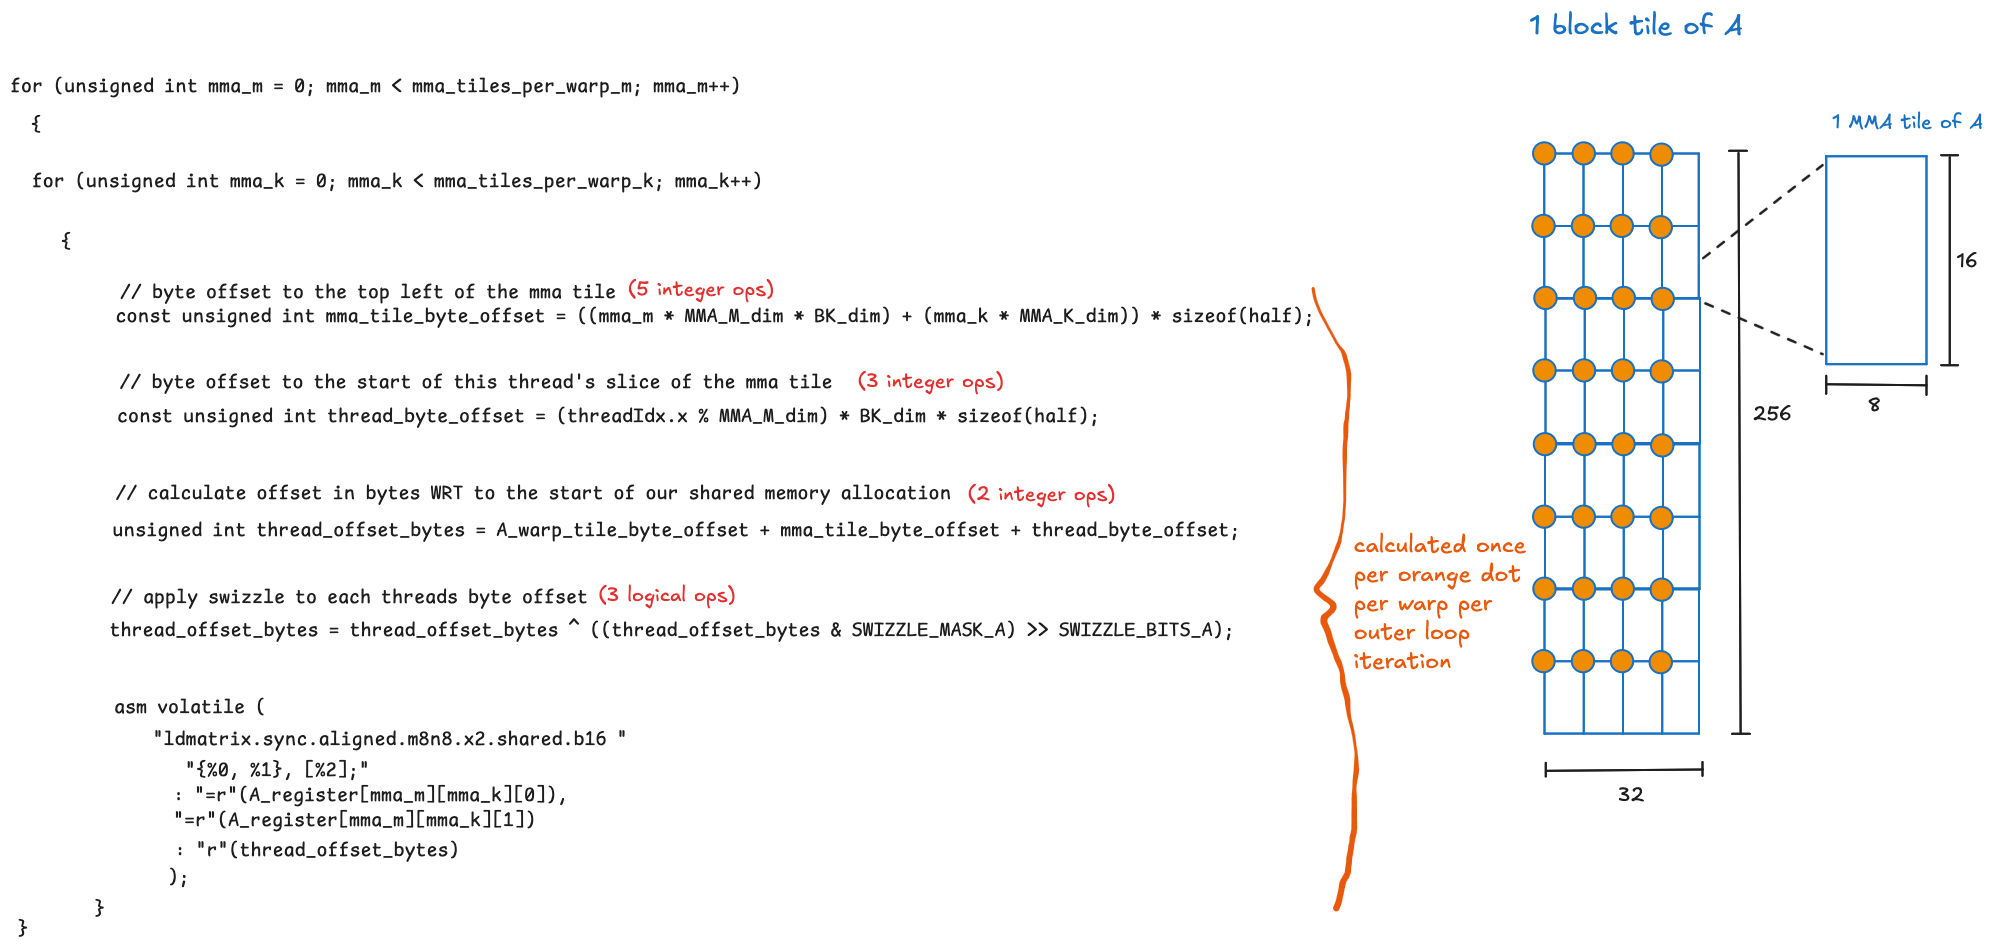 1 block tile of A
for (unsigned int mma_m = 0; mma_m < mma_tiles_per_warp_m; mma_m++)
{
for (unsigned int mma_k = 0; mma_k < mma_tiles_per_warp_k; mma_k++)
{
// byte offset to the top left of the mma tile (5 integer ops)
const unsigned int mma_tile_byte_offset = ((mma_m * MMA_M_dim * BK_dim) + (mma_k * MMA_K_dim)) * sizeof(half);
// byte offset to the start of this thread's slice of the mma tile (3 integer ops)
const unsigned int thread_byte_offset = (threadIdx.x % MMA_M_dim) * BK_dim * sizeof(half);
// calculate offset in bytes WRT to the start of our shared memory allocation (2 integer ops)
unsigned int thread_offset_bytes = A_warp_tile_byte_offset + mma_tile_byte_offset + thread_byte_offset;
// apply swizzle to each threads byte offset (3 logical ops)
thread_offset_bytes = thread_offset_bytes ^ ((thread_offset_bytes & SWIZZLE_MASK_A) >> SWIZZLE_BITS_A);
asm volatile (
"ldmatrix.sync.aligned.m8n8.x2.shared.b16 "
"{%0, %1}, [%2];"
: "=r"(A_register[mma_m][mma_k][0]),
"=r"(A_register[mma_m][mma_k][1])
: "r"(thread_offset_bytes)
);
}
}
calculated once
per orange dot
per warp per
outer loop
iteration
256
32
1 MMA tile of A
16
8